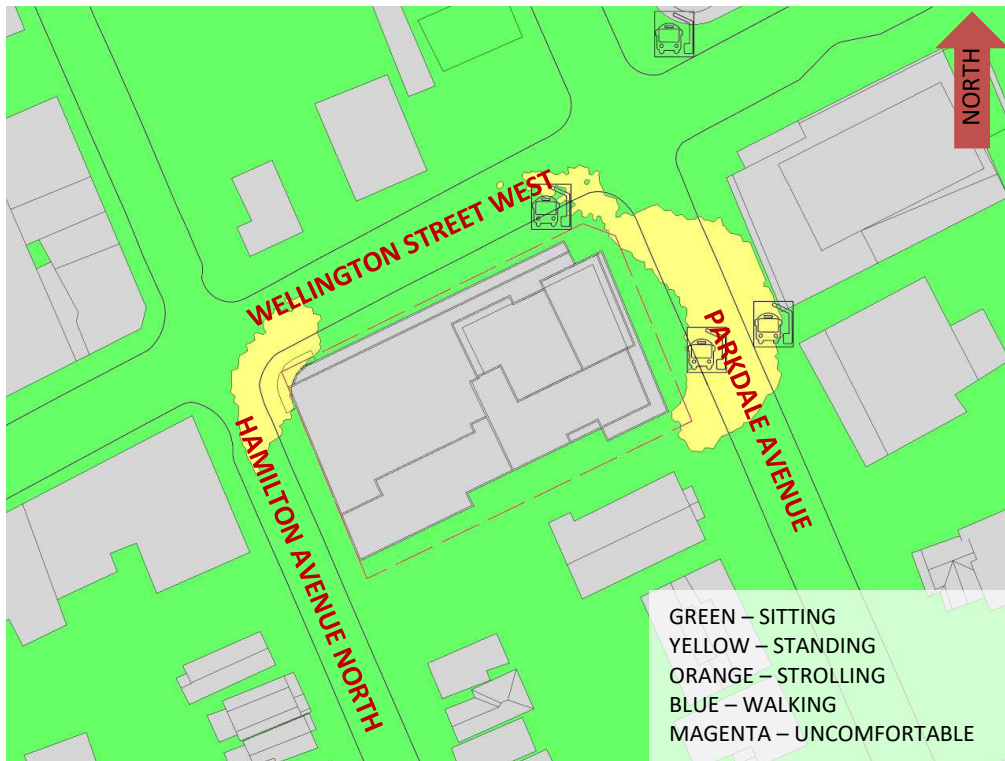 NORTH
WELLINGTON STREET WEST
PARKDALE AVENUE
HAMILTON AVENUE NORTH
GREEN – SITTING
YELLOW – STANDING
ORANGE – STROLLING
BLUE – WALKING
MAGENTA – UNCOMFORTABLE